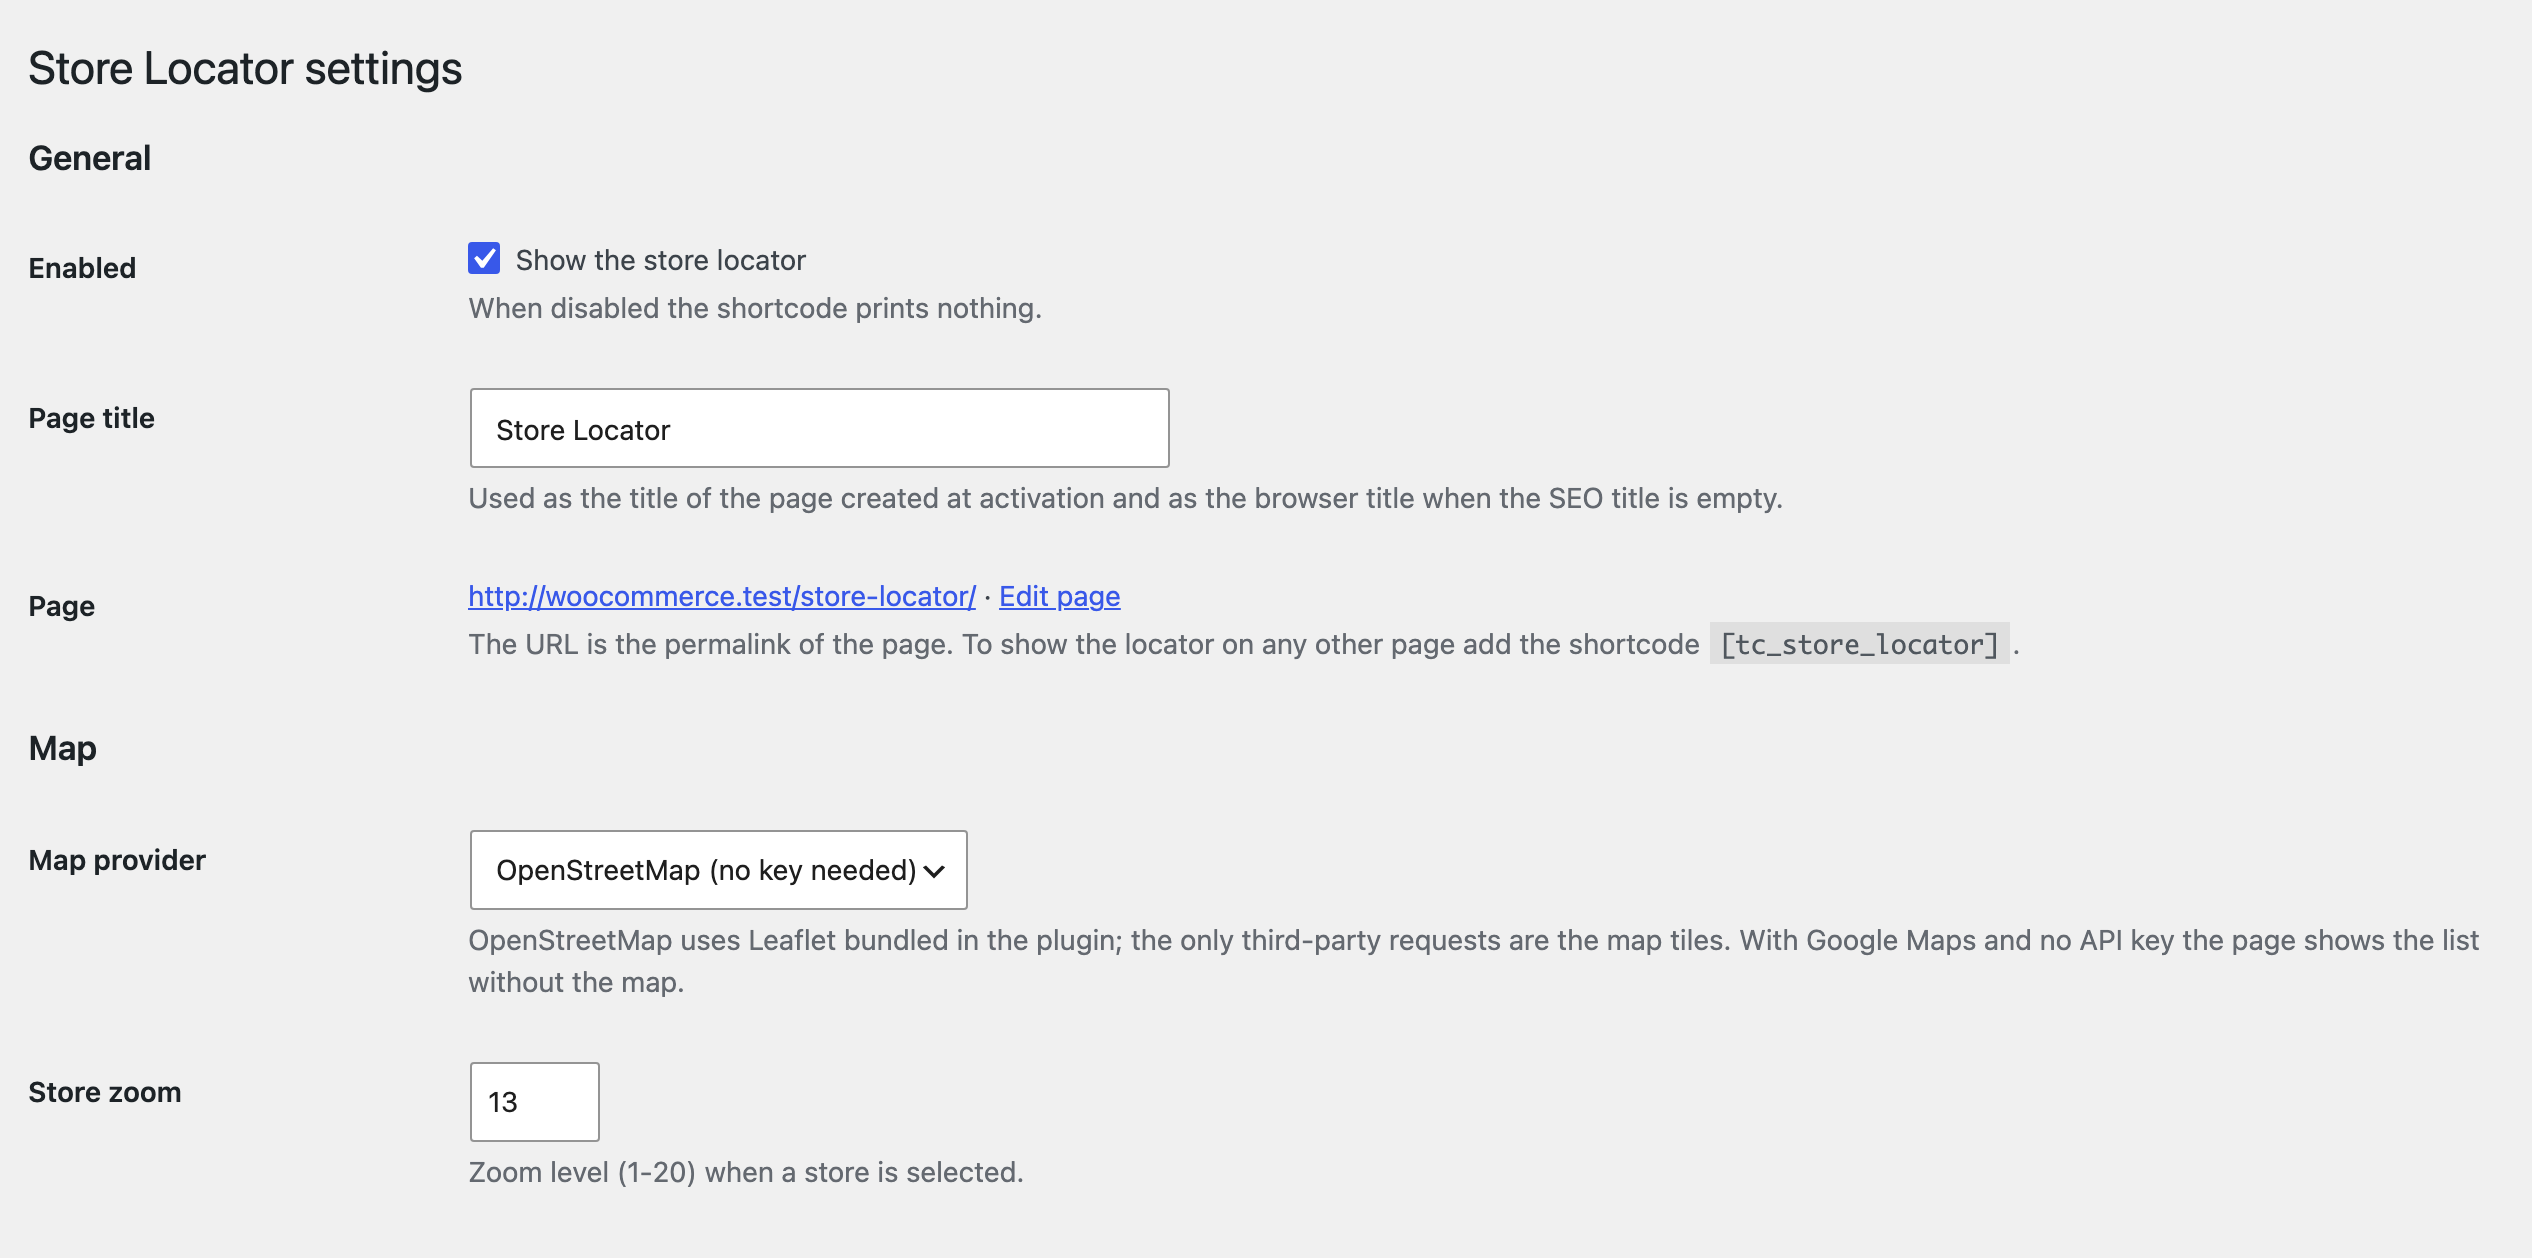 Store Locator settings
General
Enabled
Show the store locator
When disabled the shortcode prints nothing.
Page title
Store Locator
Used as the title of the page created at activation and as the browser title when the SEO title is empty.
Page
http://woocommerce.test/store-locator/ · Edit page
The URL is the permalink of the page. To show the locator on any other page add the shortcode [tc_store_locator] .
Map
Map provider
OpenStreetMap (no key needed)
OpenStreetMap uses Leaflet bundled in the plugin; the only third-party requests are the map tiles. With Google Maps and no API key the page shows the list
without the map.
Store zoom
13
Zoom level (1-20) when a store is selected.